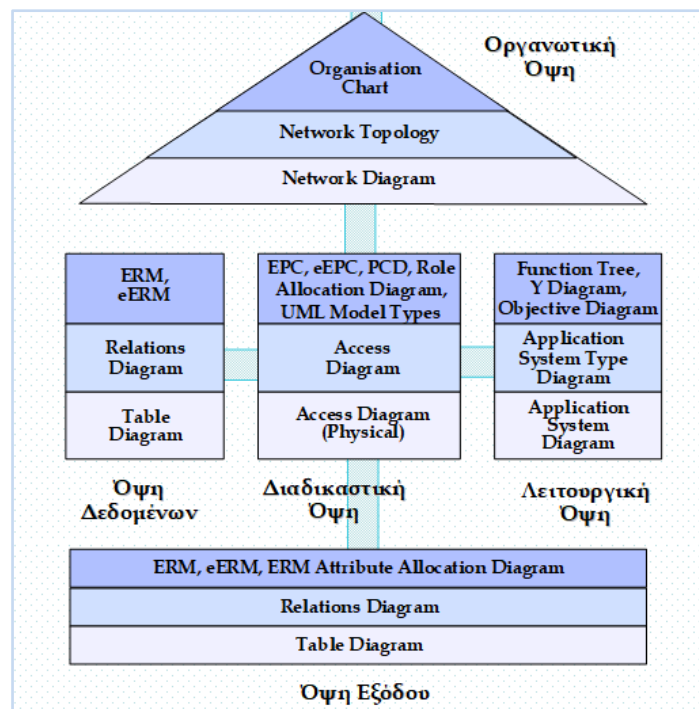 Οργανωτική
Όψη
Organisation
Chart
Network Topology
Network Diagram
ERM,
eERM
Relations
Diagram
Table
Diagram
Όψη
Δεδομένων
EPC, eEPC, PCD, Role
Allocation Diagram,
UML Model Types
Access
Diagram
Access Diagram
(Physical)
Διαδικαστική
Όψη
Function Tree,
Y Diagram,
Objective Diagram
Application
System Type
Diagram
Application
System
Diagram
Λειτουργική
Όψη
ERM, eERM, ERM Attribute Allocation Diagram
Relations Diagram
Table Diagram
Όψη Εξόδου